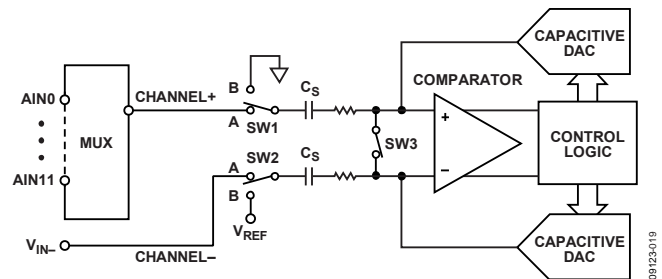 CAPACITIVE
DAC
B
CHANNEL+
A
SW1
CS
COMPARATOR
AIN0
MUX
AIN11
+
SW3
−
CONTROL
LOGIC
A
SW2
B
CS
VREF
VIN−
CHANNEL−
CAPACITIVE
DAC
09123-019